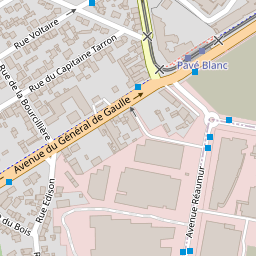 Rue Voltaire
Rue du Capitaine Tarron
Pavé Blanc
Rue de la Bourcillière
Avenue du Général de Gaulle
Rue Edison
Avenue Réaumur
du Bois